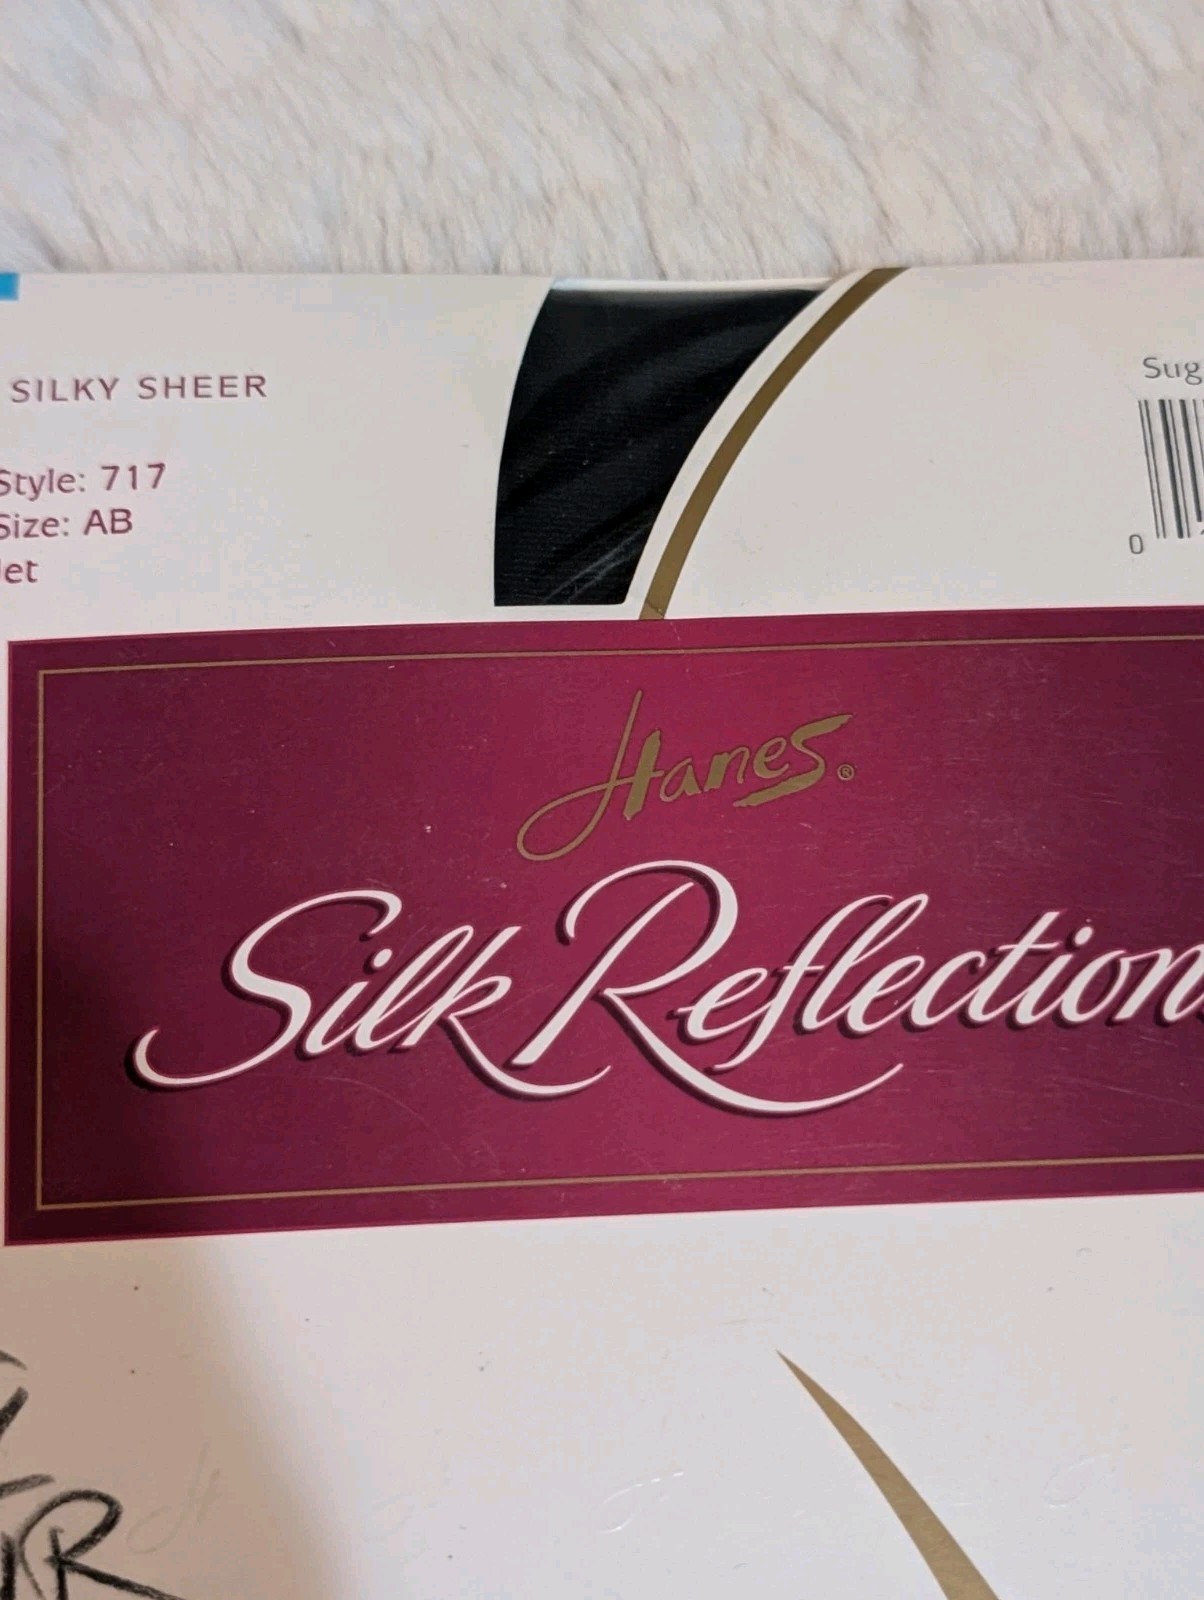 SILKY SHEER
Style: 717
Size: AB
Jet
Sug
0
Hanes®
Silk Reflection